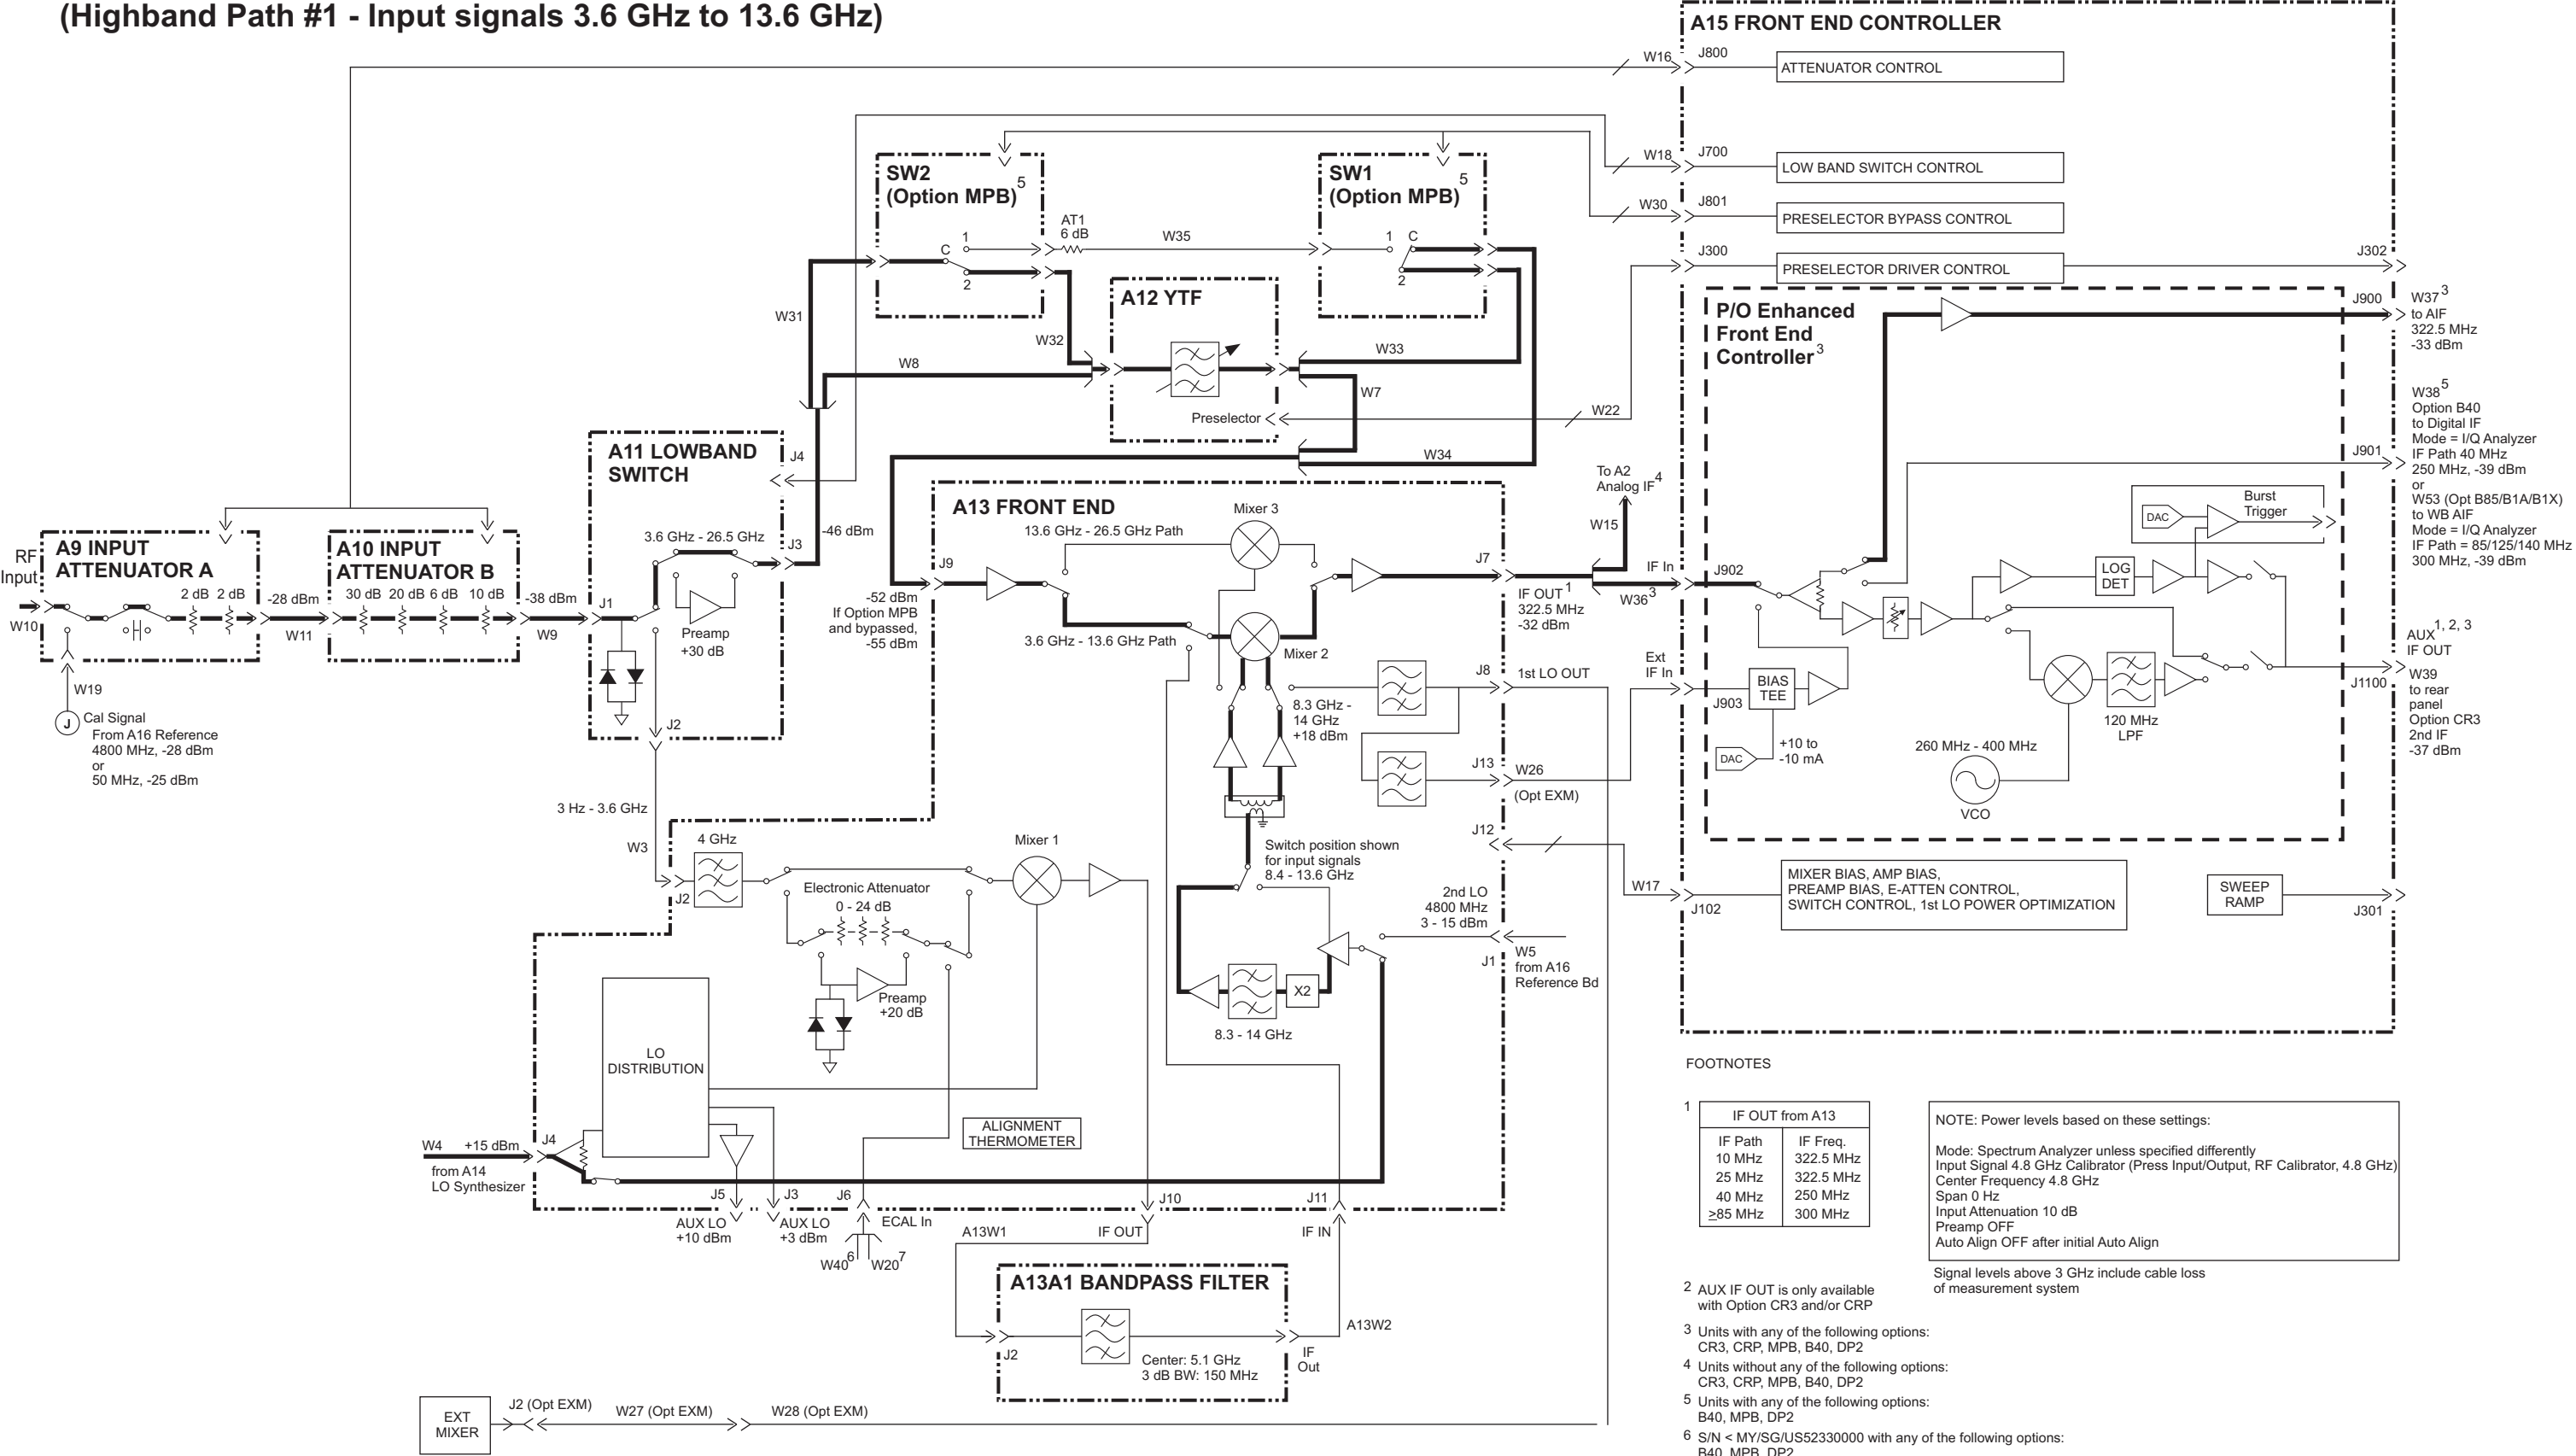 (Highband Path #1 - Input signals 3.6 GHz to 13.6 GHz)
A15 FRONT END CONTROLLER
W16
J800
ATTENUATOR CONTROL
W18
J700
LOW BAND SWITCH CONTROL
W30
J801
PRESELECTOR BYPASS CONTROL
J300
PRESELECTOR DRIVER CONTROL
J302
SW2
(Option MPB) 5
C
1
2
AT1
6 dB
W35
SW1
(Option MPB) 5
1
C
2
W31
W32
W8
A12 YTF
W33
W7
Preselector
W22
W34
P/O Enhanced
Front End
Controller 3
J900
W37 3
to AIF
322.5 MHz
-33 dBm
W38 5
Option B40
to Digital IF
Mode = I/Q Analyzer
IF Path 40 MHz
250 MHz, -39 dBm
or
W53 (Opt B85/B1A/B1X)
to WB AIF
Mode = I/Q Analyzer
IF Path = 85/125/140 MHz
300 MHz, -39 dBm
J901
Burst
Trigger
DAC
LOG
DET
AUX 1, 2, 3
IF OUT
J1100
W39
to rear
panel
Option CR3
2nd IF
-37 dBm
A11 LOWBAND
SWITCH
J4
3.6 GHz - 26.5 GHz
J3
-46 dBm
J1
Preamp
+30 dB
J2
RF
Input
W10
A9 INPUT
ATTENUATOR A
2 dB 2 dB
-28 dBm
W11
A10 INPUT
ATTENUATOR B
30 dB 20 dB 6 dB 10 dB
-38 dBm
W9
W19
J
Cal Signal
From A16 Reference
4800 MHz, -28 dBm
or
50 MHz, -25 dBm
A13 FRONT END
J9
-52 dBm
If Option MPB
and bypassed,
-55 dBm
13.6 GHz - 26.5 GHz Path
Mixer 3
3.6 GHz - 13.6 GHz Path
Mixer 2
J7
IF OUT 1
322.5 MHz
-32 dBm
To A2
Analog IF 4
W15
W36 3
IF In
J902
Ext
IF In
J903
BIAS
TEE
DAC
+10 to
-10 mA
260 MHz - 400 MHz
VCO
120 MHz
LPF
J8
1st LO OUT
8.3 GHz -
14 GHz
+18 dBm
J13
W26
(Opt EXM)
J12
Switch position shown
for input signals
8.4 - 13.6 GHz
2nd LO
4800 MHz
3 - 15 dBm
J1
W5
from A16
Reference Bd
W17
J102
MIXER BIAS, AMP BIAS,
PREAMP BIAS, E-ATTEN CONTROL,
SWITCH CONTROL, 1st LO POWER OPTIMIZATION
SWEEP
RAMP
J301
3 Hz - 3.6 GHz
W3
J2
4 GHz
Electronic Attenuator
0 - 24 dB
Preamp
+20 dB
Mixer 1
X2
8.3 - 14 GHz
LO
DISTRIBUTION
ALIGNMENT
THERMOMETER
W4
+15 dBm
J4
from A14
LO Synthesizer
J5
AUX LO
+10 dBm
J3
AUX LO
+3 dBm
J6
ECAL In
W40 6
W20 7
J10
IF OUT
A13W1
J11
IF IN
A13W2
A13A1 BANDPASS FILTER
J2
Center: 5.1 GHz
3 dB BW: 150 MHz
IF
Out
EXT
MIXER
J2 (Opt EXM)
W27 (Opt EXM)
W28 (Opt EXM)
FOOTNOTES
1
IF OUT from A13
IF Path IF Freq.
10 MHz 322.5 MHz
25 MHz 322.5 MHz
40 MHz 250 MHz
≥85 MHz 300 MHz
NOTE: Power levels based on these settings:
Mode: Spectrum Analyzer unless specified differently
Input Signal 4.8 GHz Calibrator (Press Input/Output, RF Calibrator, 4.8 GHz)
Center Frequency 4.8 GHz
Span 0 Hz
Input Attenuation 10 dB
Preamp OFF
Auto Align OFF after initial Auto Align
Signal levels above 3 GHz include cable loss
of measurement system
2 AUX IF OUT is only available
with Option CR3 and/or CRP
3 Units with any of the following options:
CR3, CRP, MPB, B40, DP2
4 Units without any of the following options:
CR3, CRP, MPB, B40, DP2
5 Units with any of the following options:
B40, MPB, DP2
6 S/N < MY/SG/US52330000 with any of the following options:
B40, MPB, DP2